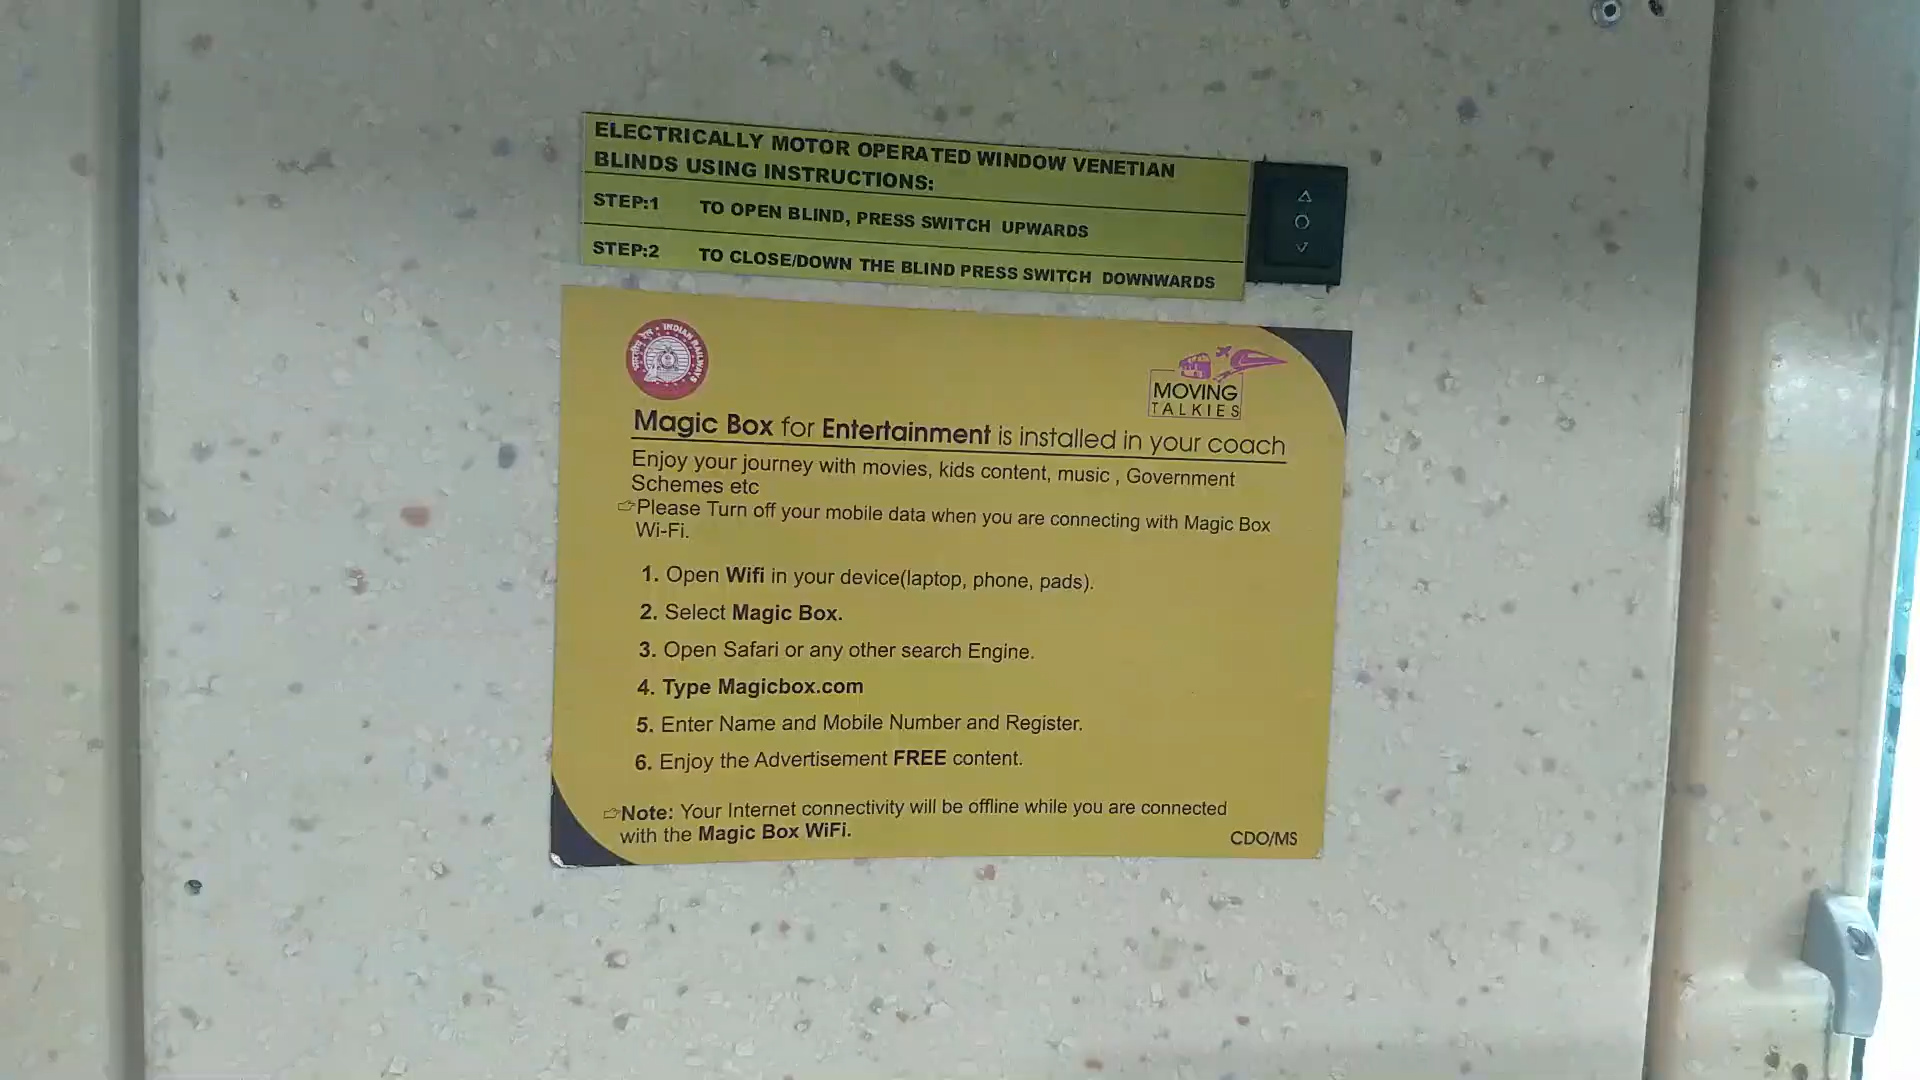 ELECTRICALLY MOTOR OPERATED WINDOW VENETIAN
BLINDS USING INSTRUCTIONS:
STEP:1 TO OPEN BLIND, PRESS SWITCH UPWARDS
STEP:2 TO CLOSE/DOWN THE BLIND PRESS SWITCH DOWNWARDS
भारतीय रेल • INDIAN RAILWAYS
MOVING
TALKIES
Magic Box for Entertainment is installed in your coach
Enjoy your journey with movies, kids content, music , Government
Schemes etc
Please Turn off your mobile data when you are connecting with Magic Box
Wi-Fi.
1. Open Wifi in your device(laptop, phone, pads).
2. Select Magic Box.
3. Open Safari or any other search Engine.
4. Type Magicbox.com
5. Enter Name and Mobile Number and Register.
6. Enjoy the Advertisement FREE content.
Note: Your Internet connectivity will be offline while you are connected
with the Magic Box WiFi.
CDO/MS